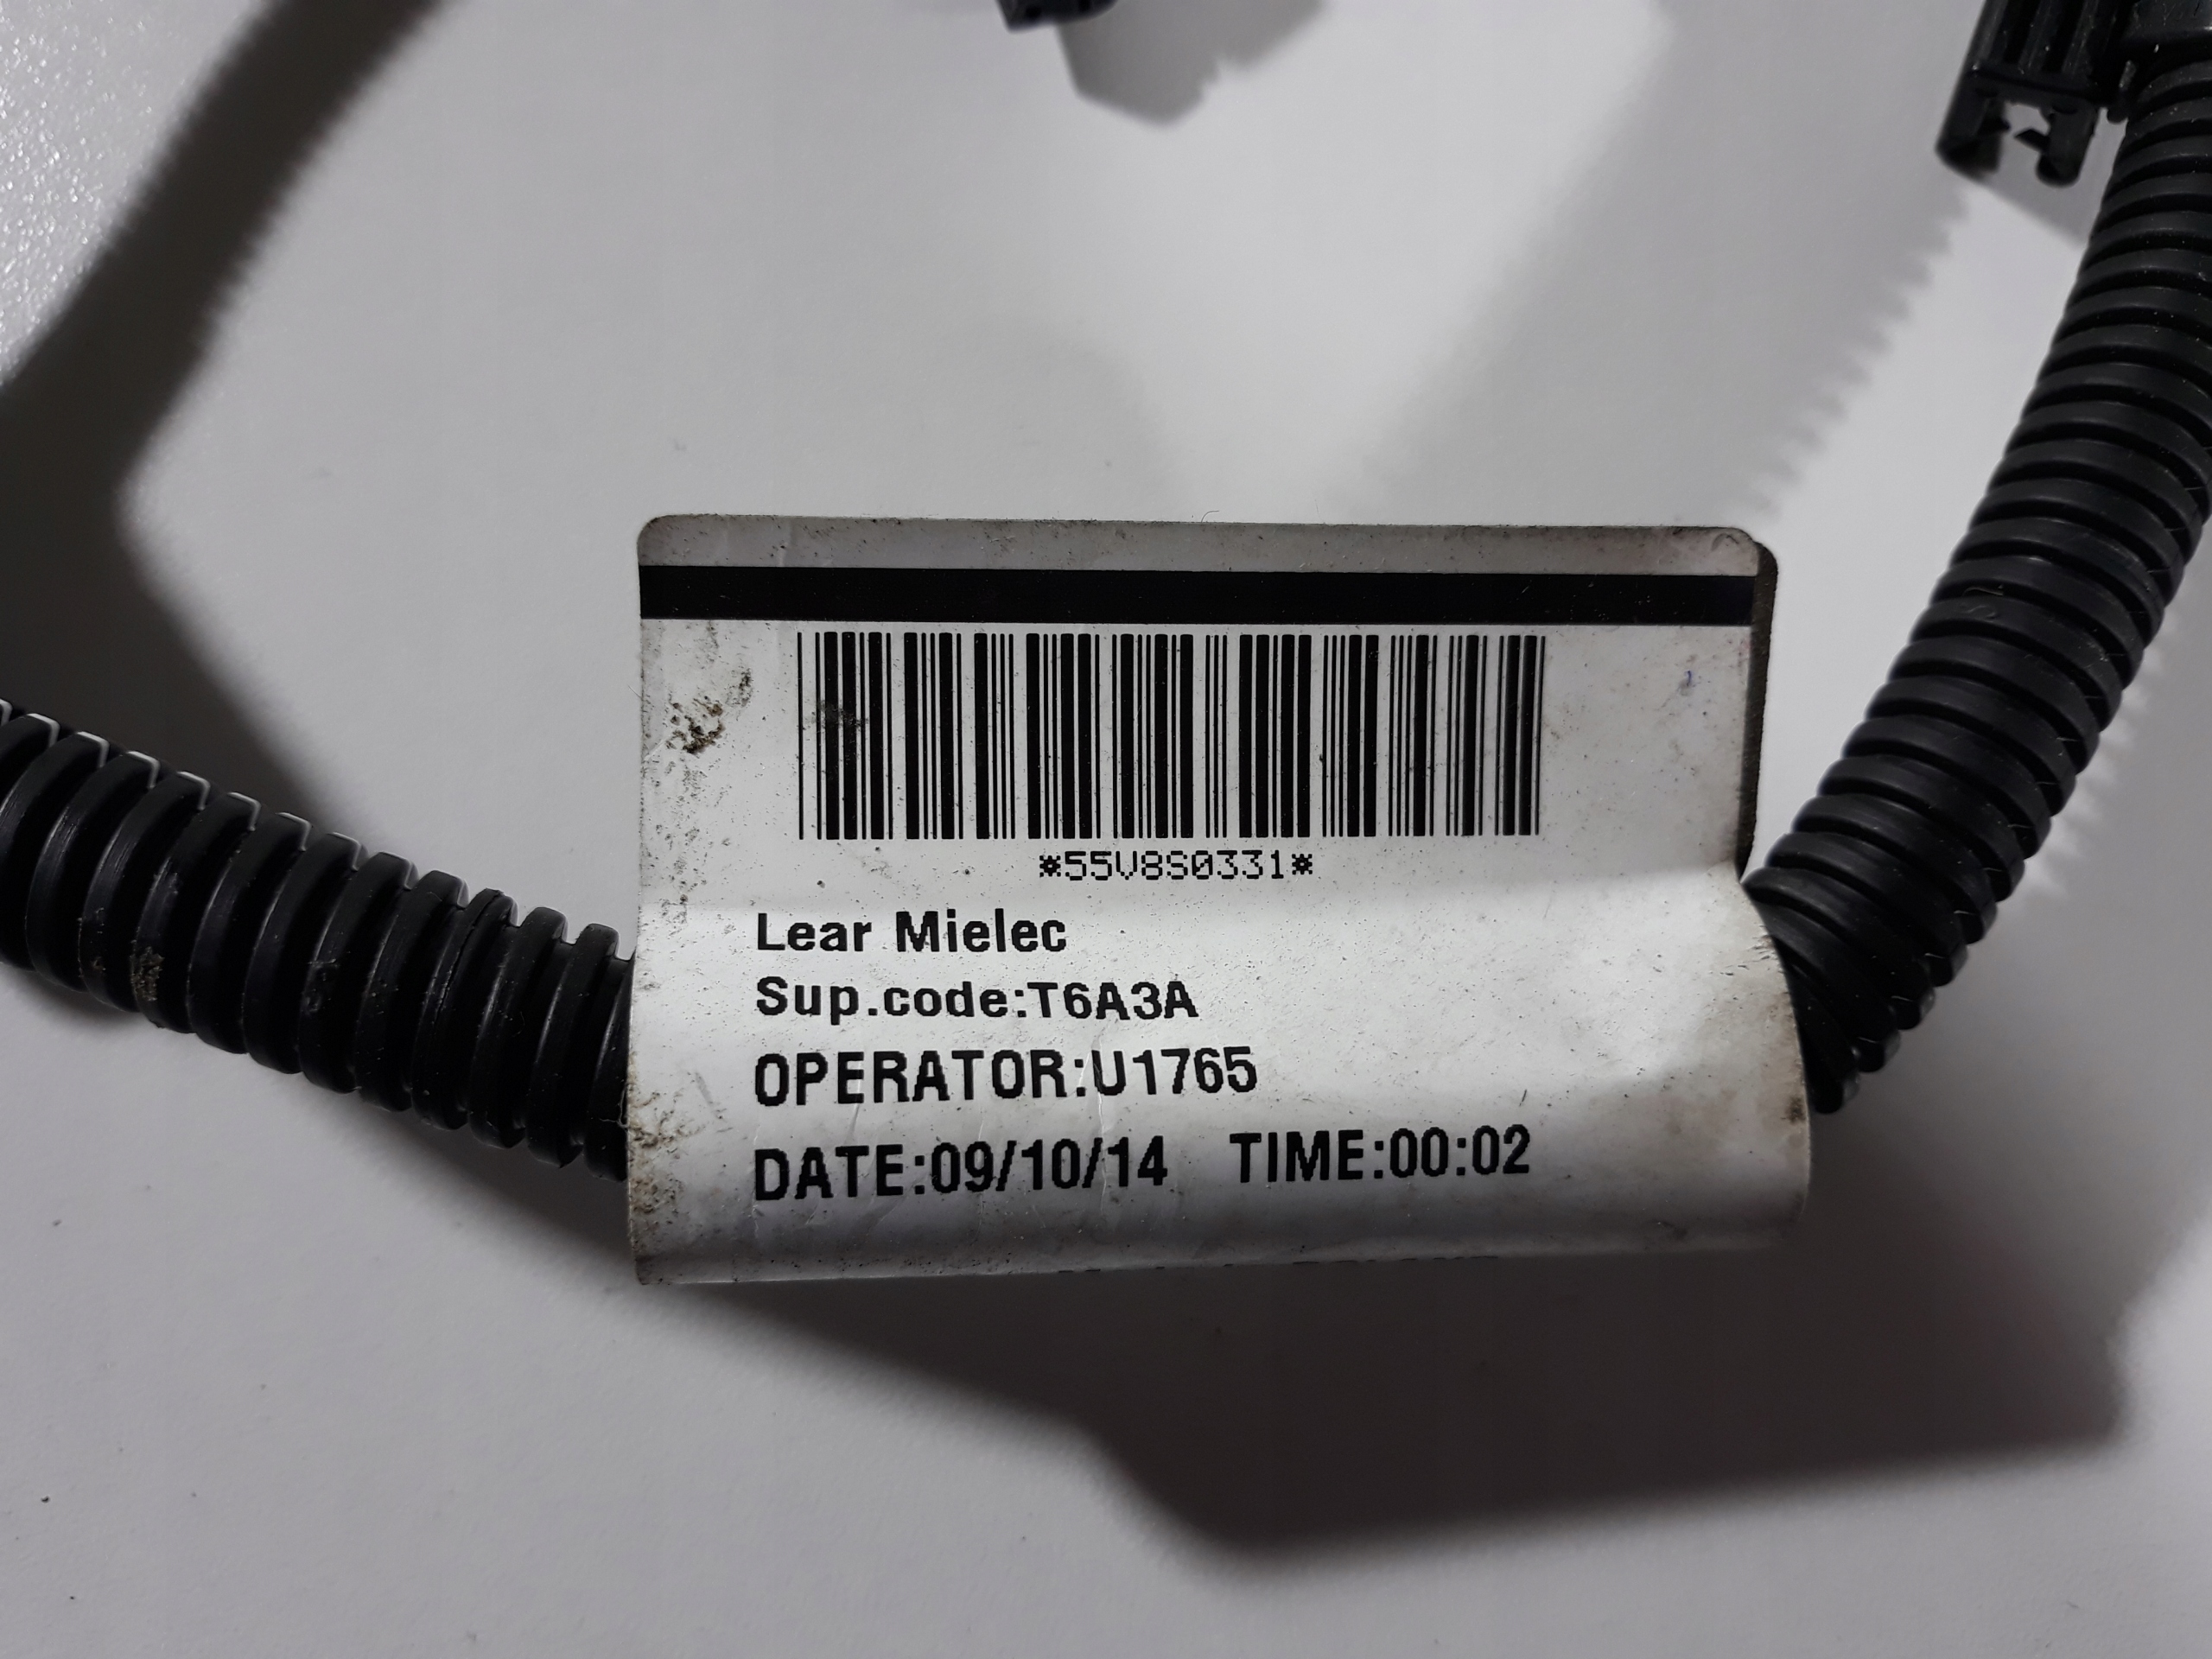 *55V8S0331*
Lear Mielec
Sup.code:T6A3A
OPERATOR:U1765
DATE:09/10/14 TIME:00:02